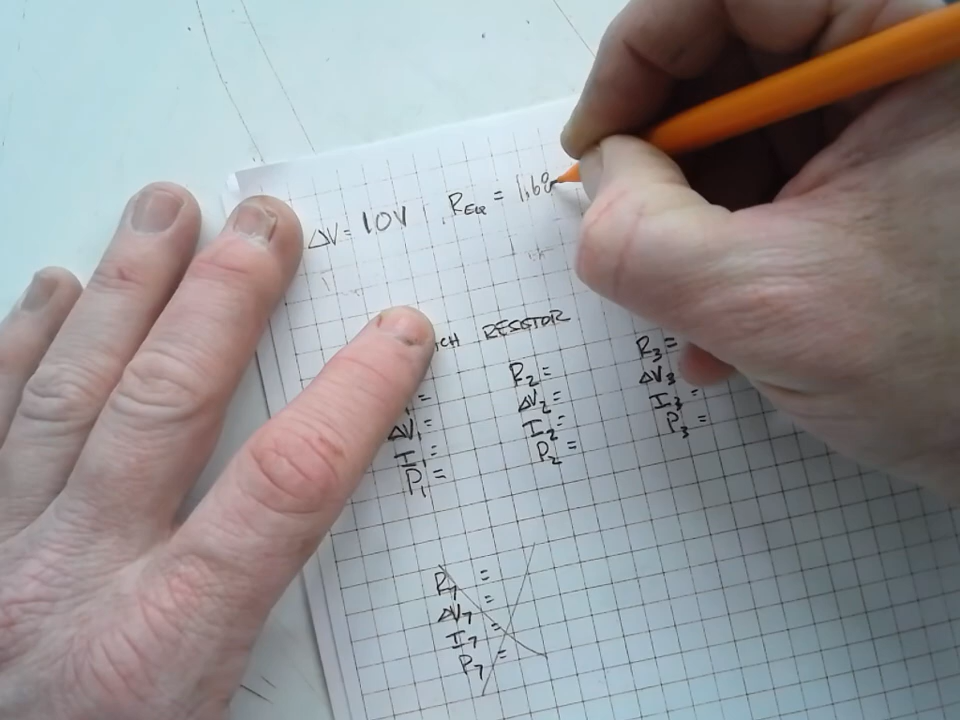 ΔV = 10V R_EQ = 1.68
RESISTOR
R₂ = R₃ =
ΔV₁ = ΔV₂ = ΔV₃ =
I₁ = I₂ = I₃ =
P₁ = P₂ = P₃ =
R₇ =
ΔV₇ =
I₇ =
P₇ =